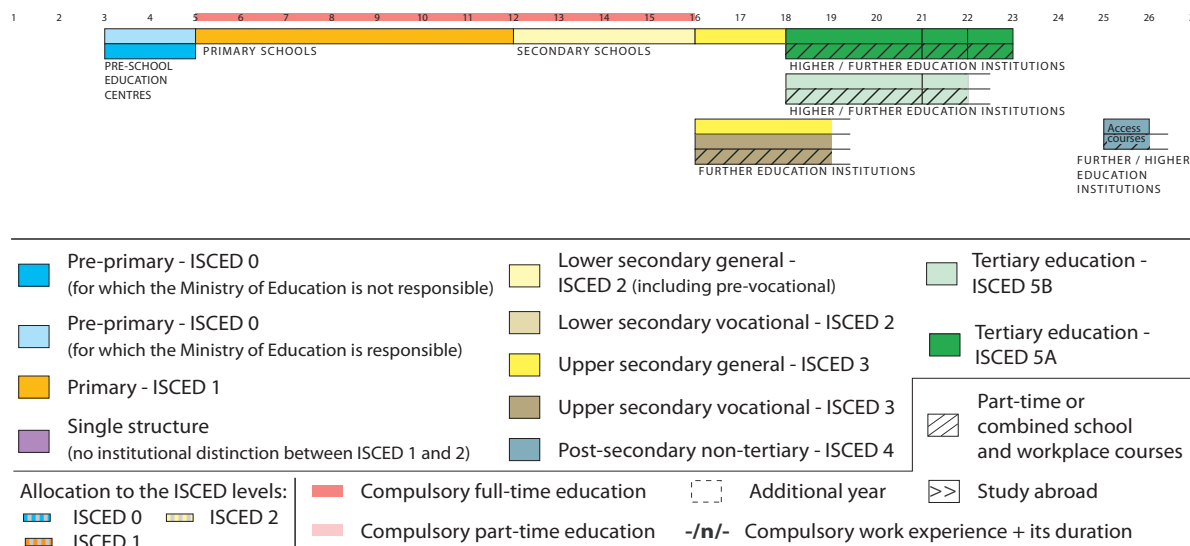 1 2 3 4 5 6 7 8 9 10 11 12 13 14 15 16 17 18 19 20 21 22 23 24 25 26
PRIMARY SCHOOLS SECONDARY SCHOOLS
PRE-SCHOOL
EDUCATION
CENTRES
HIGHER / FURTHER EDUCATION INSTITUTIONS
HIGHER / FURTHER EDUCATION INSTITUTIONS
FURTHER EDUCATION INSTITUTIONS
Access
courses
FURTHER / HIGHER
EDUCATION
INSTITUTIONS
Pre-primary - ISCED 0
(for which the Ministry of Education is not responsible)
Pre-primary - ISCED 0
(for which the Ministry of Education is responsible)
Primary - ISCED 1
Single structure
(no institutional distinction between ISCED 1 and 2)
Lower secondary general -
ISCED 2 (including pre-vocational)
Lower secondary vocational - ISCED 2
Upper secondary general - ISCED 3
Upper secondary vocational - ISCED 3
Post-secondary non-tertiary - ISCED 4
Tertiary education -
ISCED 5B
Tertiary education -
ISCED 5A
Part-time or
combined school
and workplace courses
Allocation to the ISCED levels:
ISCED 0 ISCED 2
ISCED 1
Compulsory full-time education
Compulsory part-time education
Additional year
-/n/- Compulsory work experience + its duration
>> Study abroad